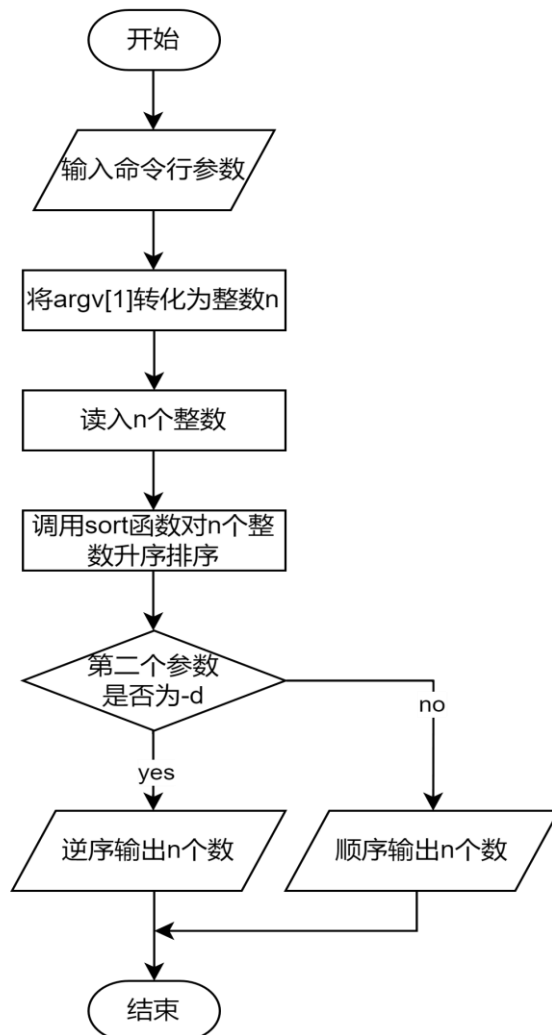 开始
输入命令行参数
将argv[1]转化为整数n
读入n个整数
调用sort函数对n个整
数升序排序
第二个参数
是否为-d
no
yes
逆序输出n个数
顺序输出n个数
结束